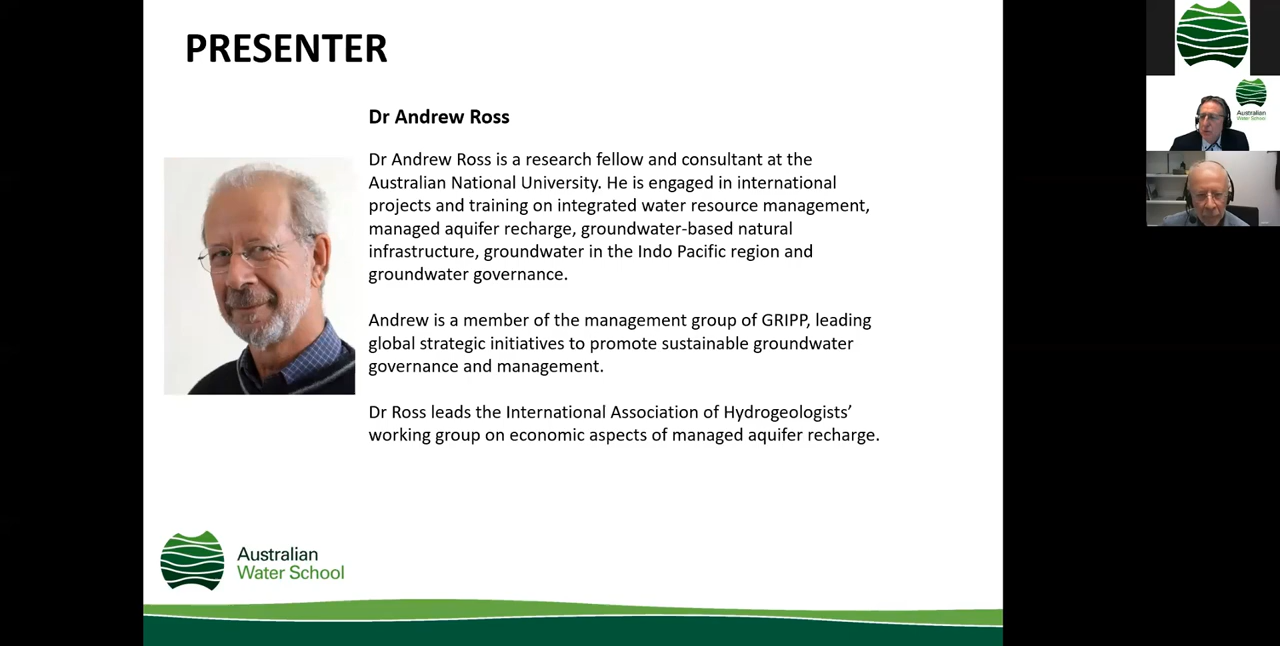 PRESENTER
Dr Andrew Ross
Dr Andrew Ross is a research fellow and consultant at the
Australian National University. He is engaged in international
projects and training on integrated water resource management,
managed aquifer recharge, groundwater-based natural
infrastructure, groundwater in the Indo Pacific region and
groundwater governance.
Andrew is a member of the management group of GRIPP, leading
global strategic initiatives to promote sustainable groundwater
governance and management.
Dr Ross leads the International Association of Hydrogeologists’
working group on economic aspects of managed aquifer recharge.
Australian
Water School
Australian
Water School